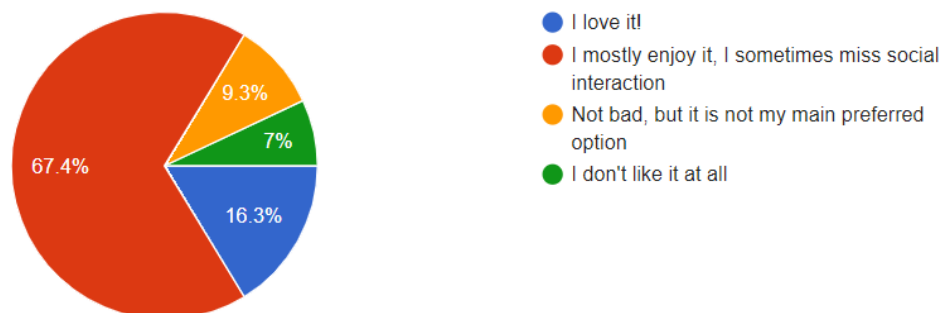 67.4%
9.3%
7%
16.3%
I love it!
I mostly enjoy it, I sometimes miss social
interaction
Not bad, but it is not my main preferred
option
I don't like it at all